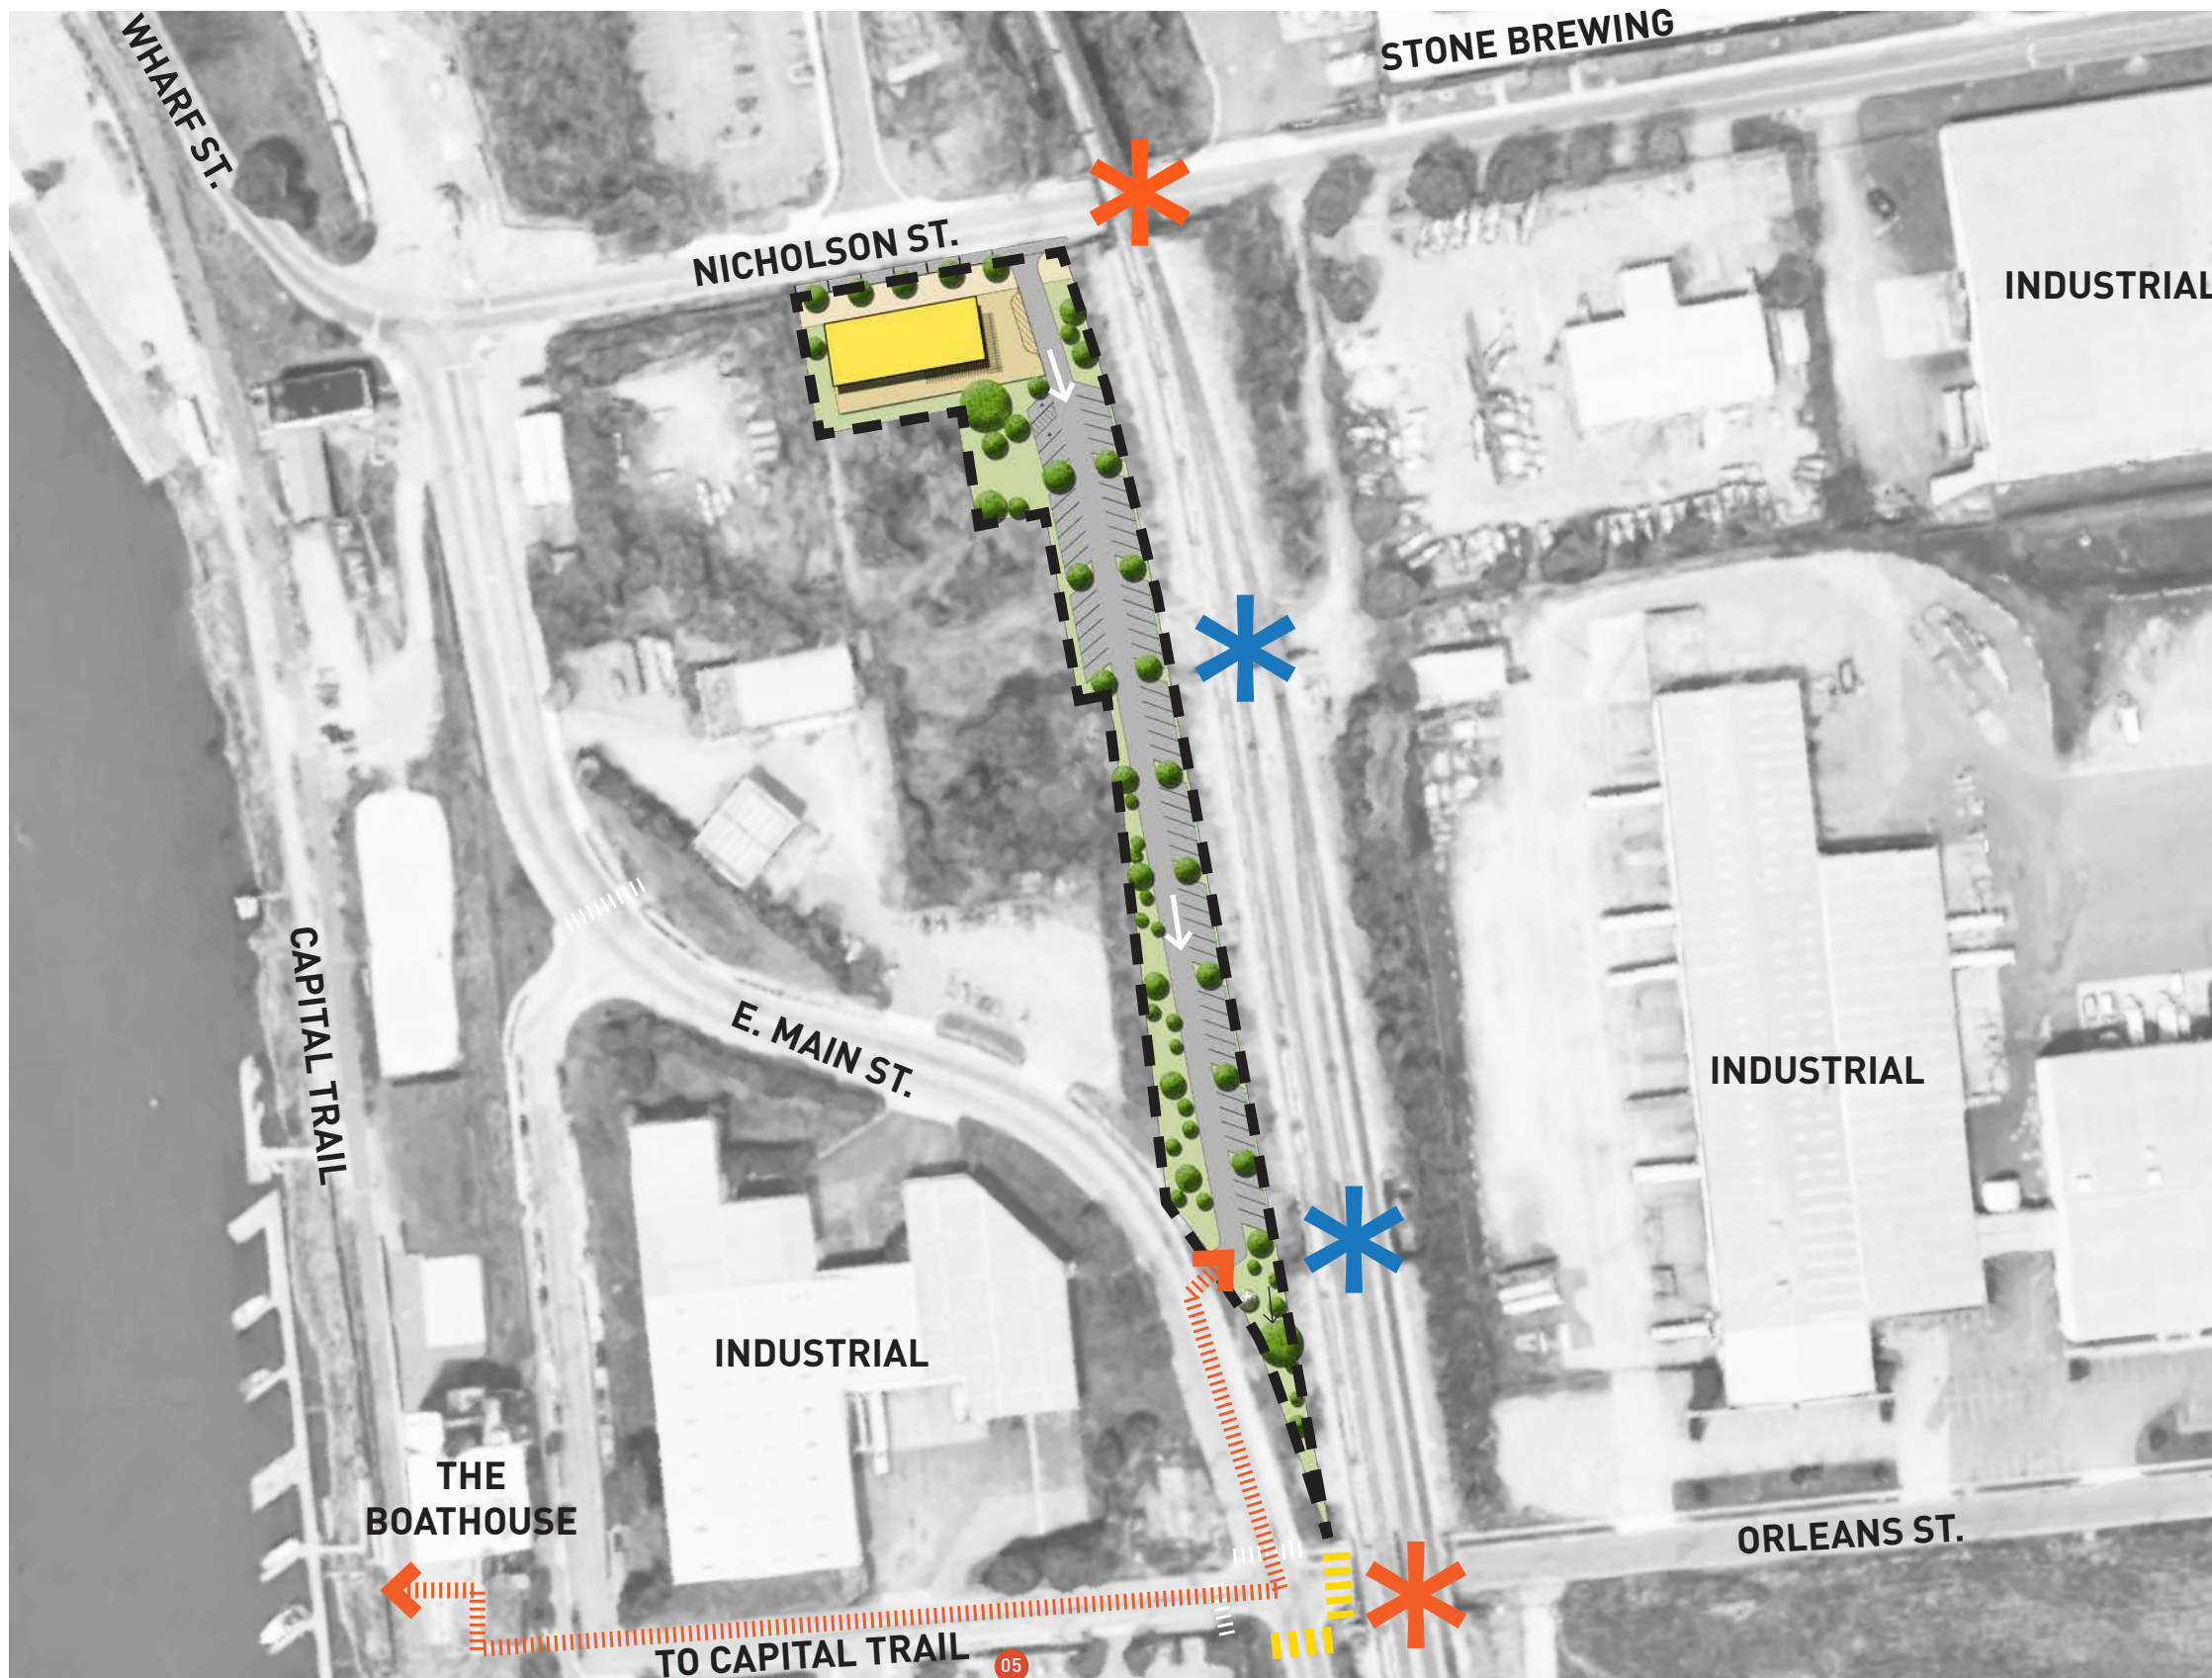 STONE BREWING
WHARF ST.
NICHOLSON ST.
INDUSTRIAL
CAPITAL TRAIL
E. MAIN ST.
INDUSTRIAL
INDUSTRIAL
THE
BOATHOUSE
ORLEANS ST.
TO CAPITAL TRAIL
05